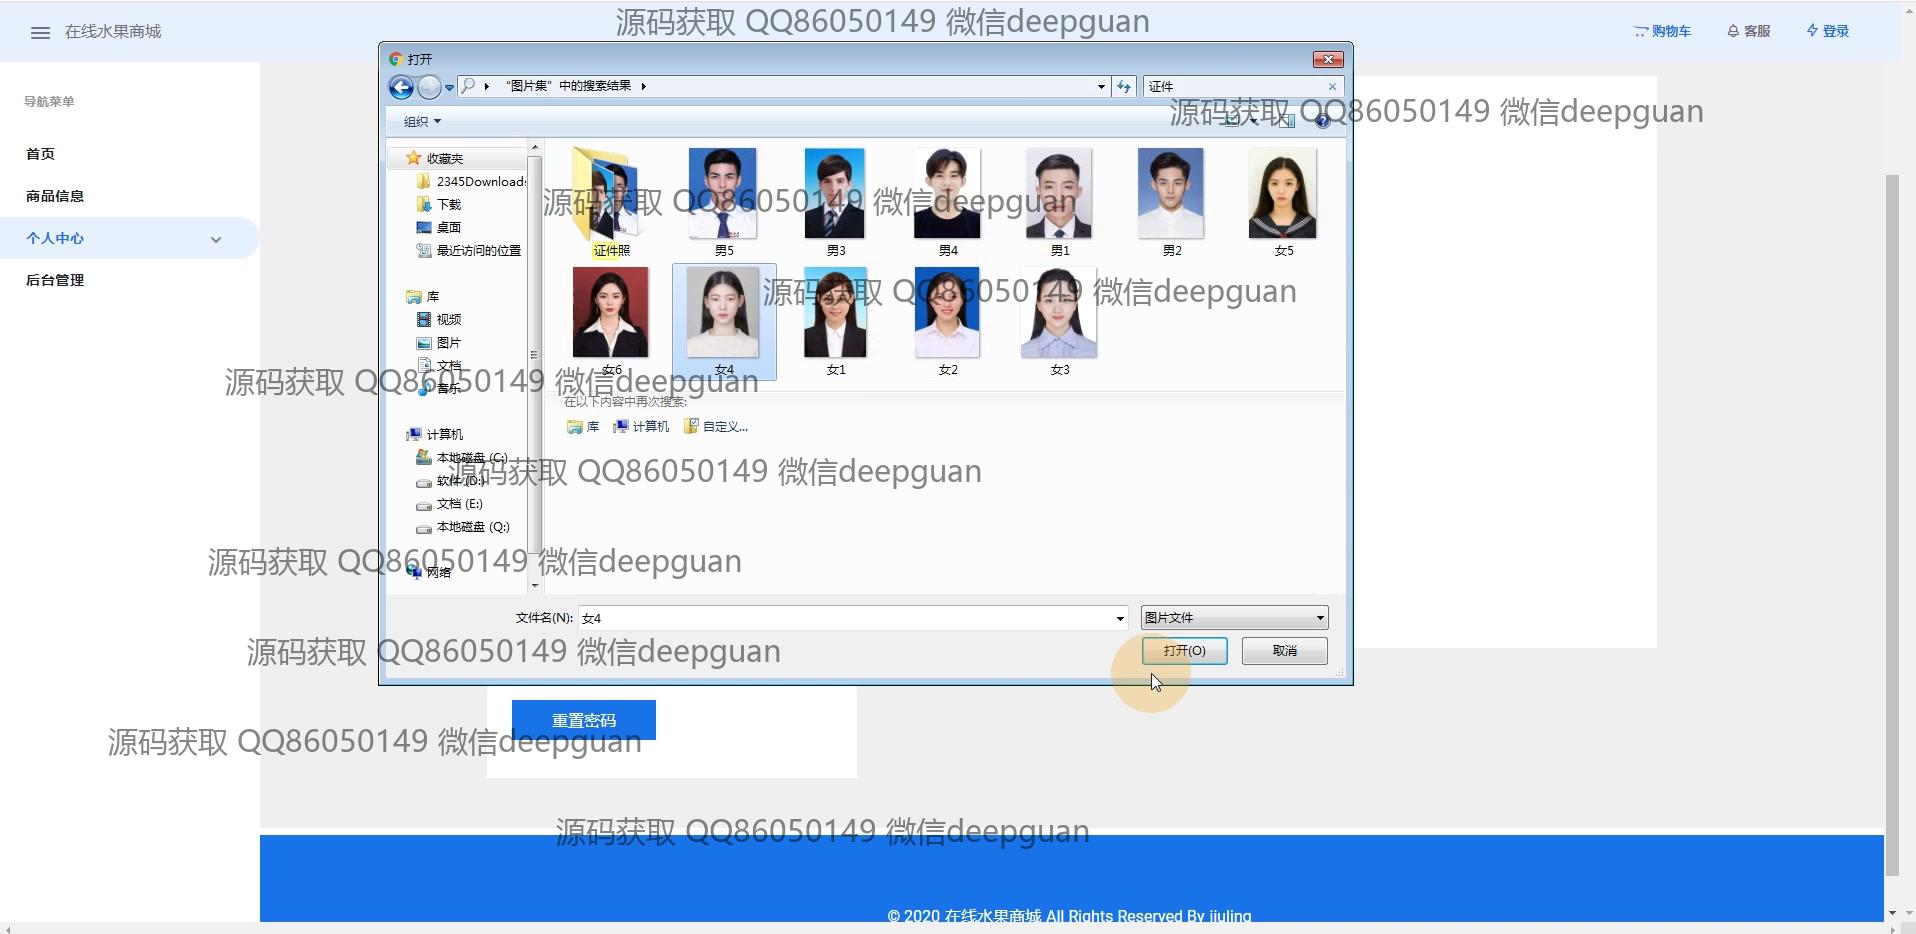 在线水果商城
源码获取 QQ86050149 微信deepguan
购物车
客服
登录
打开
“图片集” 中的搜索结果
证件
源码获取 QQ86050149 微信deepguan
导航菜单
组织
首页
商品信息
个人中心
后台管理
收藏夹
2345Downloads
下载
桌面
最近访问的位置
库
视频
图片
文档
音乐
计算机
本地磁盘 (C:)
软件 (D:)
文档 (E:)
本地磁盘 (Q:)
网络
源码获取 QQ86050149 微信deepguan
证件照
男5
男3
男4
男1
男2
女5
源码获取 QQ86050149 微信deepguan
女6
女4
女1
女2
女3
源码获取 QQ86050149 微信deepguan
在以下内容中再次搜索:
库
计算机
自定义...
源码获取 QQ86050149 微信deepguan
源码获取 QQ86050149 微信deepguan
文件名(N):
女4
图片文件
打开(O)
取消
源码获取 QQ86050149 微信deepguan
重置密码
源码获取 QQ86050149 微信deepguan
源码获取 QQ86050149 微信deepguan
© 2020 在线水果商城 All Rights Reserved By jiuling